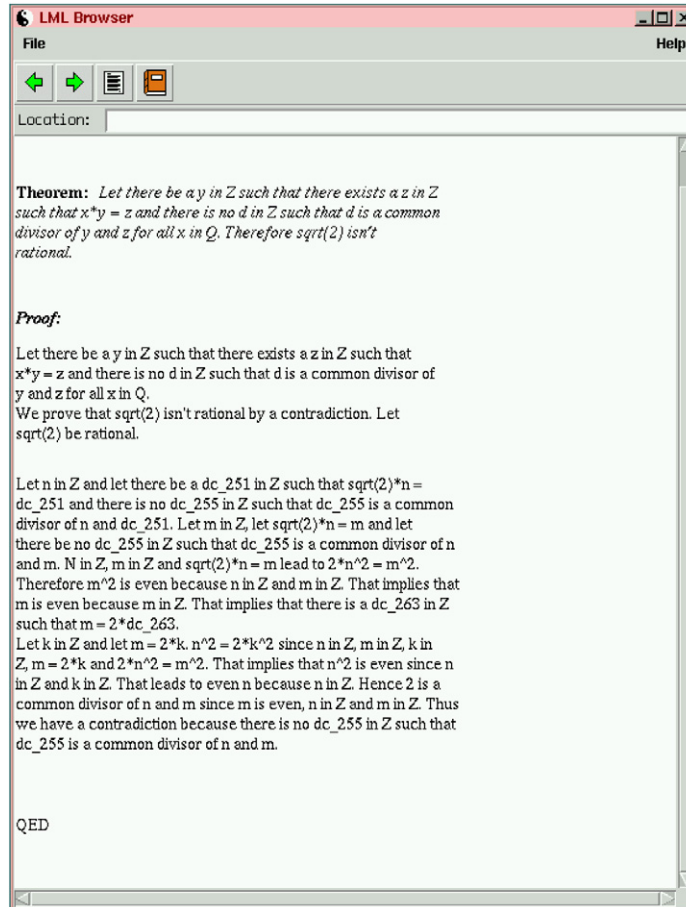 LML Browser
File Help
Location:
Theorem: Let there be a y in Z such that there exists a z in Z
such that x*y = z and there is no d in Z such that d is a common
divisor of y and z for all x in Q. Therefore sqrt(2) isn't
rational.
Proof:
Let there be a y in Z such that there exists a z in Z such that
x*y = z and there is no d in Z such that d is a common divisor of
y and z for all x in Q.
We prove that sqrt(2) isn't rational by a contradiction. Let
sqrt(2) be rational.
Let n in Z and let there be a dc_251 in Z such that sqrt(2)*n =
dc_251 and there is no dc_255 in Z such that dc_255 is a common
divisor of n and dc_251. Let m in Z, let sqrt(2)*n = m and let
there be no dc_255 in Z such that dc_255 is a common divisor of n
and m. N in Z, m in Z and sqrt(2)*n = m lead to 2*n^2 = m^2.
Therefore m^2 is even because n in Z and m in Z. That implies that
m is even because m in Z. That implies that there is a dc_263 in Z
such that m = 2*dc_263.
Let k in Z and let m = 2*k. n^2 = 2*k^2 since n in Z, m in Z, k in
Z, m = 2*k and 2*n^2 = m^2. That implies that n^2 is even since n
in Z and k in Z. That leads to even n because n in Z. Hence 2 is a
common divisor of n and m since m is even, n in Z and m in Z. Thus
we have a contradiction because there is no dc_255 in Z such that
dc_255 is a common divisor of n and m.
QED